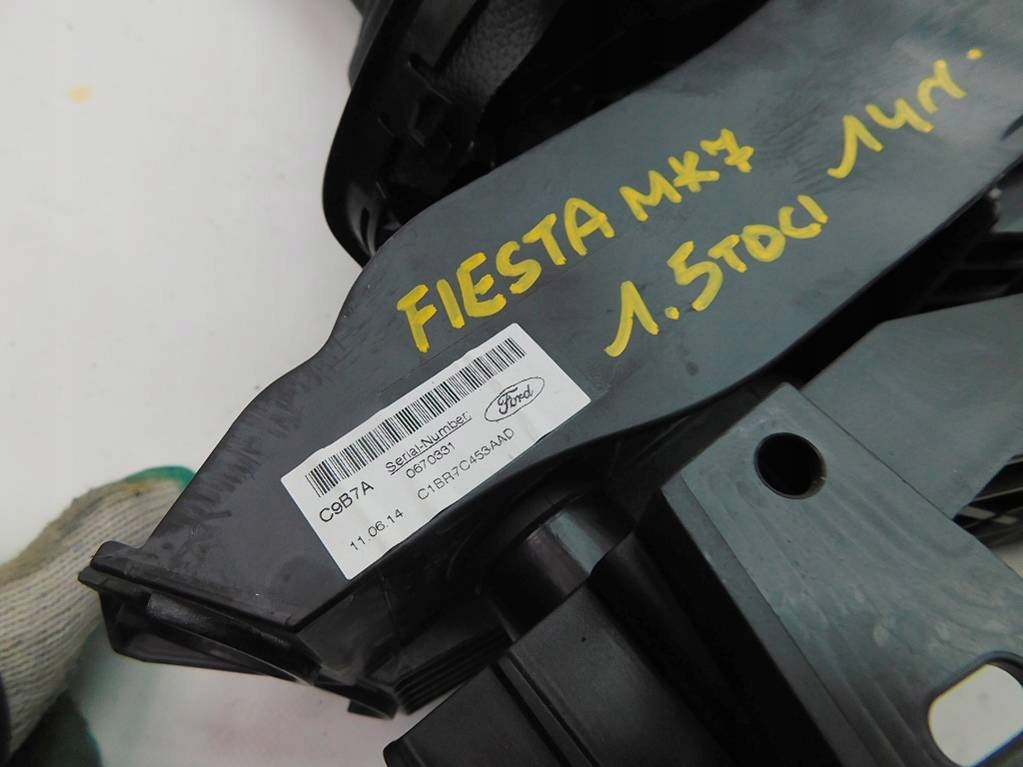 FIESTA MK7
1.5TDCI 14R.
Ford
Serial-Number:
C9B7A 0670331
11.06.14 C1BR7C453AAD